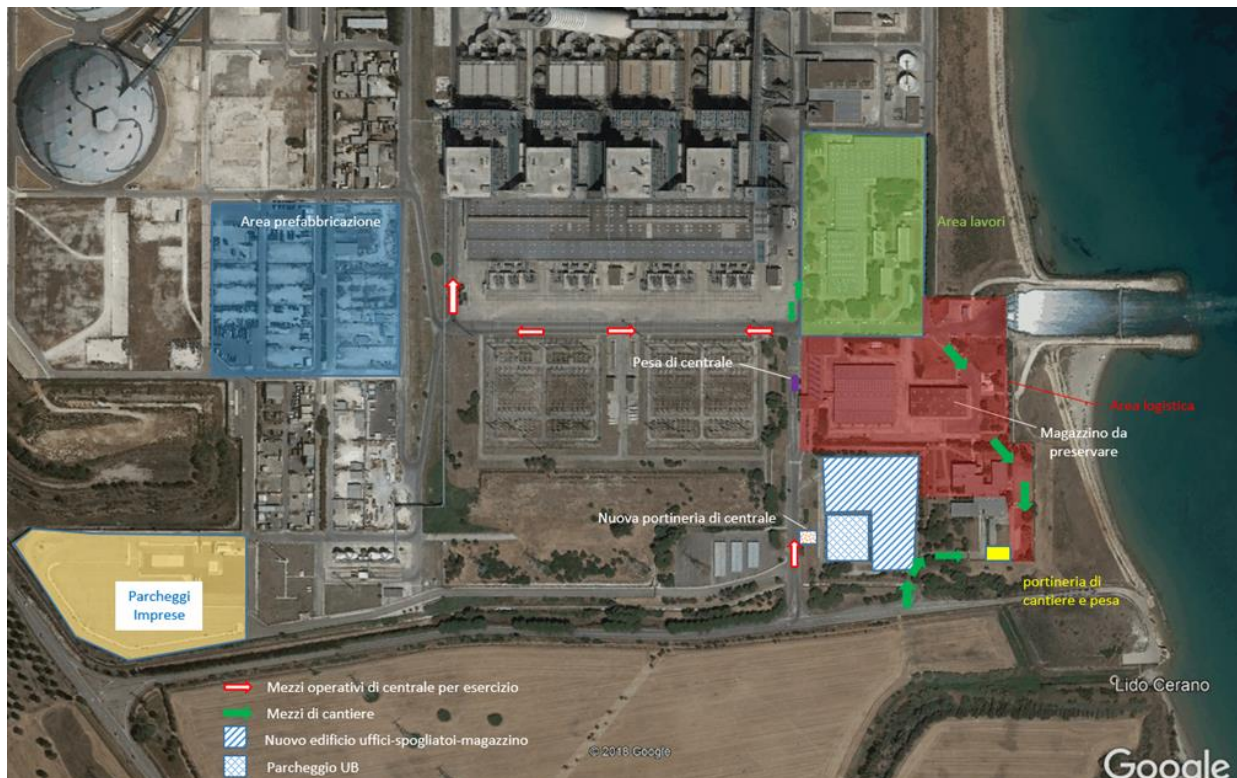 Area prefabbricazione
Area lavori
Pesa di centrale
Area logistica
Magazzino da
preservare
Nuova portineria di centrale
Parcheggi
Imprese
portineria di
cantiere e pesa
Lido Cerano
Mezzi operativi di centrale per esercizio
Mezzi di cantiere
Nuovo edificio uffici-spogliatoi-magazzino
Parcheggio UB
© 2018 Google
Google